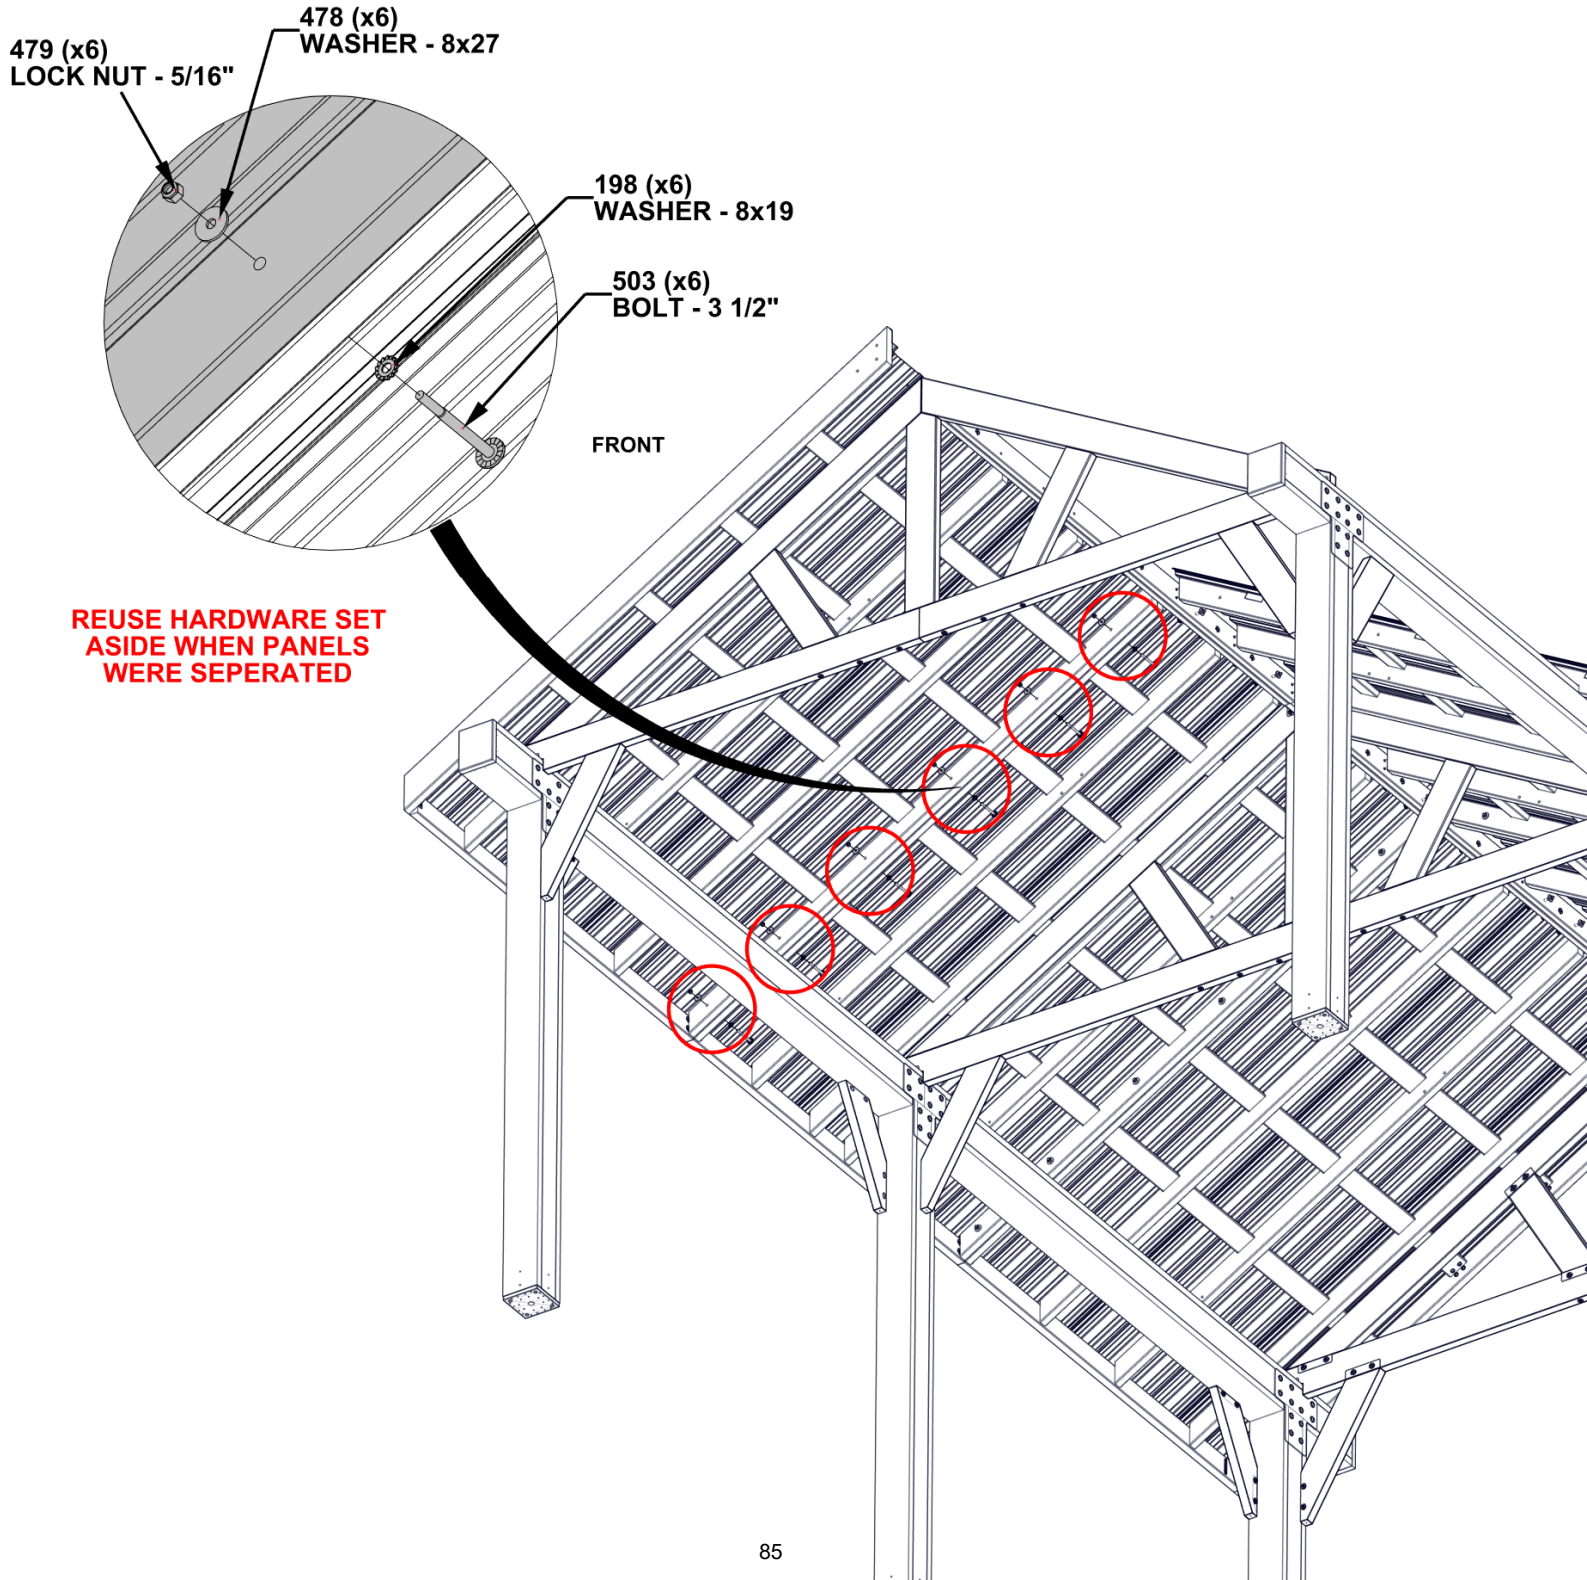 478 (x6)
WASHER - 8x27
479 (x6)
LOCK NUT - 5/16"
198 (x6)
WASHER - 8x19
503 (x6)
BOLT - 3 1/2"
FRONT
REUSE HARDWARE SET
ASIDE WHEN PANELS
WERE SEPERATED
85